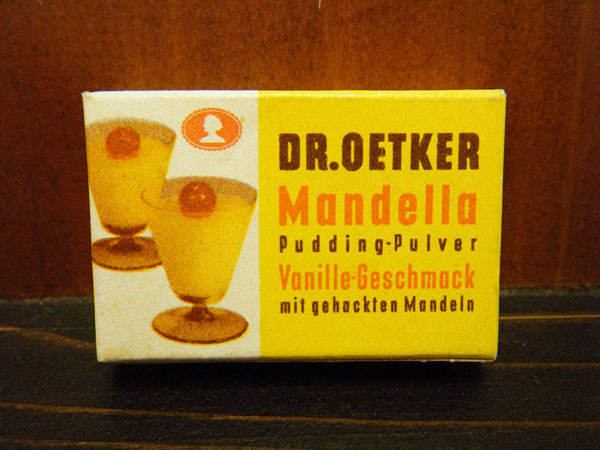 DR.OETKER
Mandella
Pudding-Pulver
Vanille-Geschmack
mit gehackten Mandeln